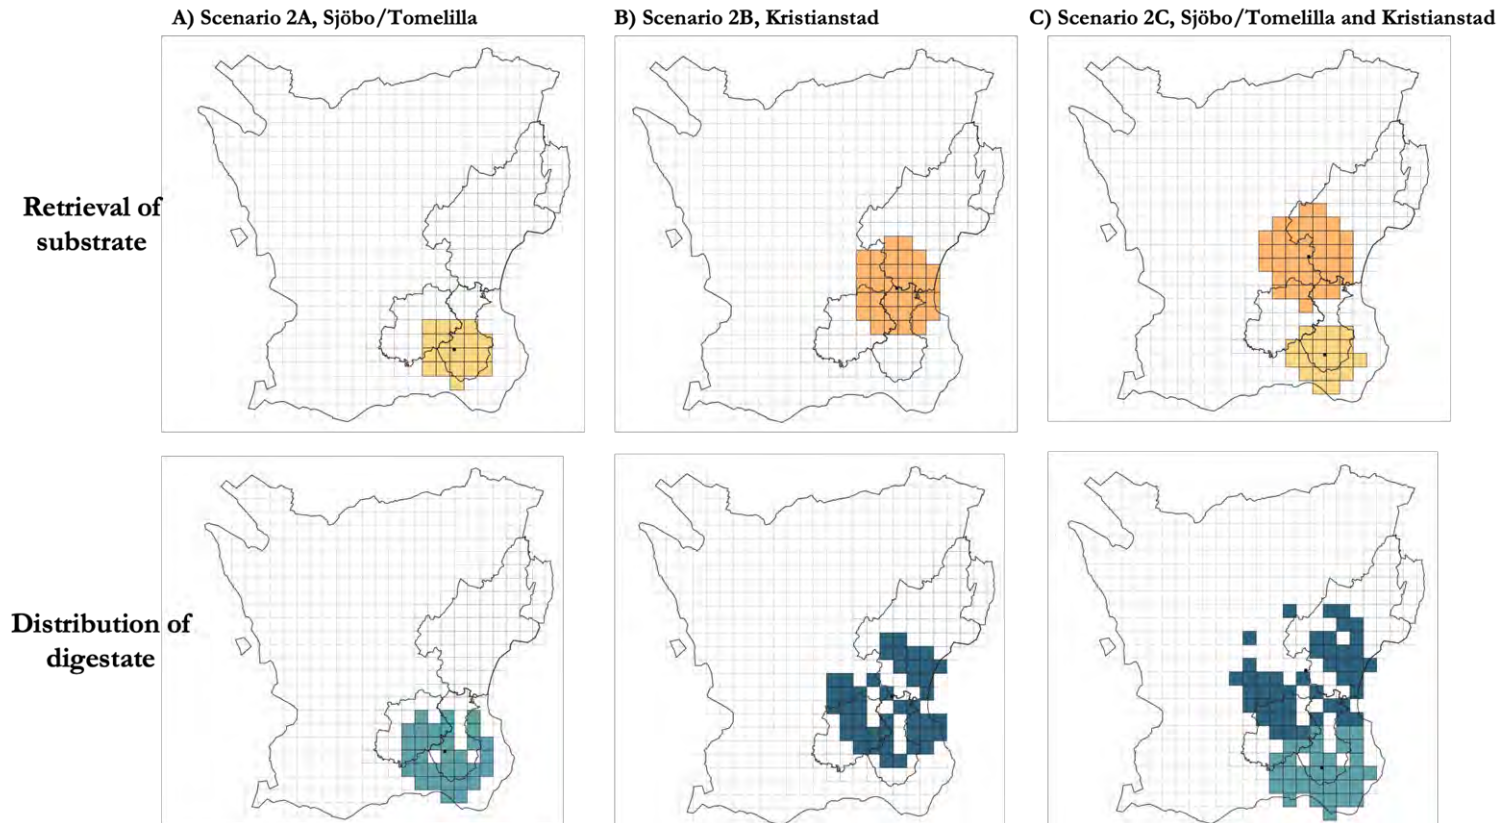 A) Scenario 2A, Sjöbo/Tomelilla
B) Scenario 2B, Kristianstad
C) Scenario 2C, Sjöbo/Tomelilla and Kristianstad
Retrieval of
substrate
Distribution of
digestate